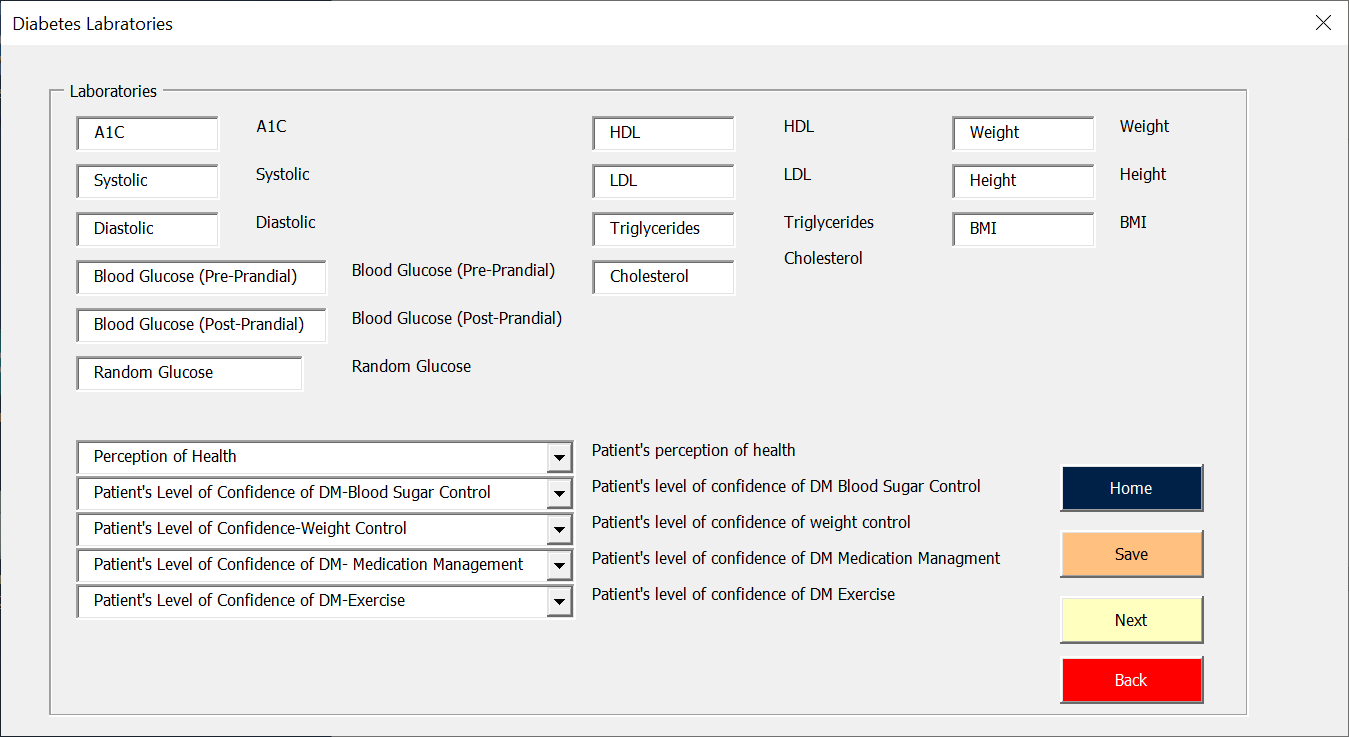 Diabetes Labratories
Laboratories
A1C A1C HDL HDL Weight Weight
Systolic Systolic LDL LDL Height Height
Diastolic Diastolic Triglycerides Triglycerides BMI BMI
Blood Glucose (Pre-Prandial) Blood Glucose (Pre-Prandial) Cholesterol Cholesterol
Blood Glucose (Post-Prandial) Blood Glucose (Post-Prandial)
Random Glucose Random Glucose
Perception of Health Patient's perception of health
Patient's Level of Confidence of DM-Blood Sugar Control Patient's level of confidence of DM Blood Sugar Control
Patient's Level of Confidence-Weight Control Patient's level of confidence of weight control
Patient's Level of Confidence of DM- Medication Management Patient's level of confidence of DM Medication Managment
Patient's Level of Confidence of DM-Exercise Patient's level of confidence of DM Exercise
Home
Save
Next
Back